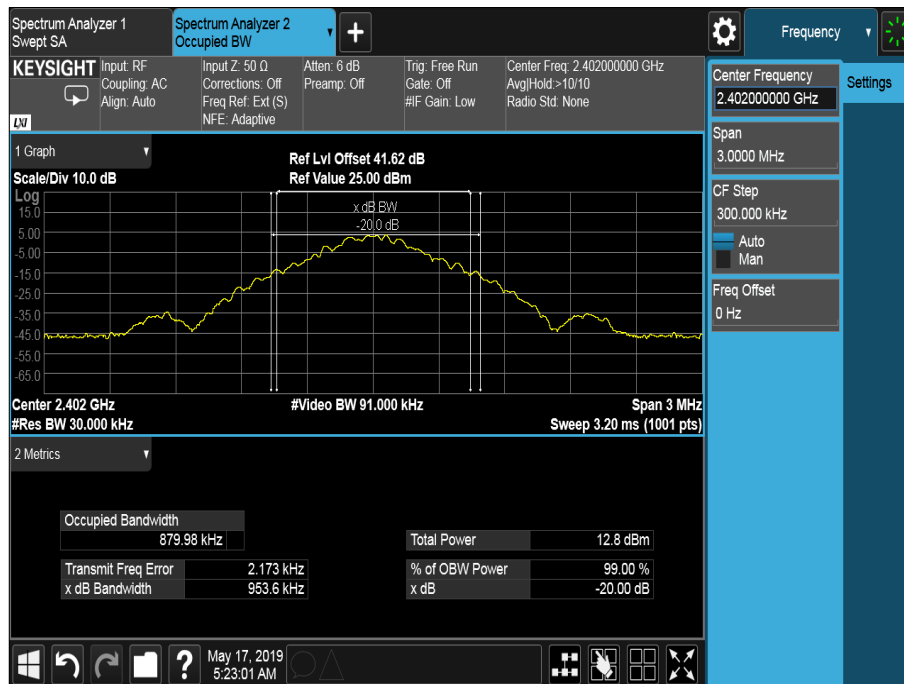 Spectrum Analyzer 1
Swept SA
Spectrum Analyzer 2
Occupied BW
Frequency
KEYSIGHT
LXI
Input: RF
Coupling: AC
Align: Auto
Input Z: 50 Ω
Corrections: Off
Freq Ref: Ext (S)
NFE: Adaptive
Atten: 6 dB
Preamp: Off
Trig: Free Run
Gate: Off
#IF Gain: Low
Center Freq: 2.402000000 GHz
Avg|Hold:>10/10
Radio Std: None
Center Frequency
2.402000000 GHz
Settings
Span
3.0000 MHz
CF Step
300.000 kHz
Auto
Man
Freq Offset
0 Hz
1 Graph
Scale/Div 10.0 dB
Ref Lvl Offset 41.62 dB
Ref Value 25.00 dBm
Log
15.0
5.00
-5.00
-15.0
-25.0
-35.0
-45.0
-55.0
-65.0
x dB BW
-20.0 dB
Center 2.402 GHz
#Video BW 91.000 kHz
Span 3 MHz
#Res BW 30.000 kHz
Sweep 3.20 ms (1001 pts)
2 Metrics
Occupied Bandwidth
879.98 kHz
Total Power 12.8 dBm
Transmit Freq Error 2.173 kHz
% of OBW Power 99.00 %
x dB Bandwidth 953.6 kHz
x dB -20.00 dB
?
May 17, 2019
5:23:01 AM